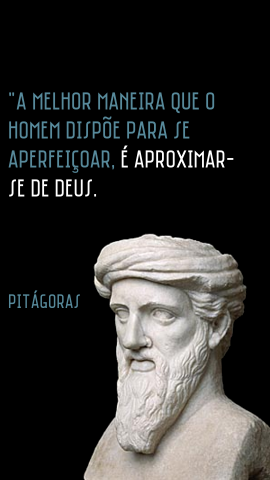 "A MELHOR MANEIRA QUE O
HOMEM DISPÕE PARA SE
APERFEIÇOAR, É APROXIMAR-
SE DE DEUS.
PITÁGORAS